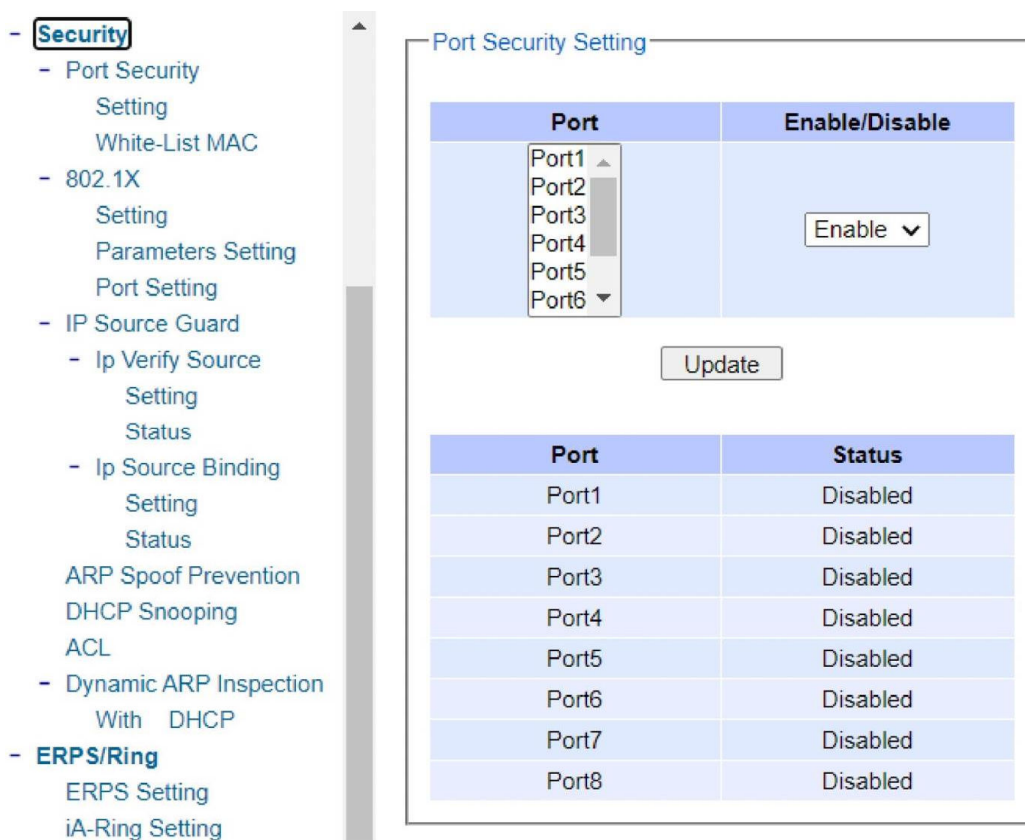 - Security
- Port Security
Setting
White-List MAC
- 802.1X
Setting
Parameters Setting
Port Setting
- IP Source Guard
- Ip Verify Source
Setting
Status
- Ip Source Binding
Setting
Status
ARP Spoof Prevention
DHCP Snooping
ACL
- Dynamic ARP Inspection
With DHCP
- ERPS/Ring
ERPS Setting
iA-Ring Setting
Port Security Setting
Port Enable/Disable
Port1
Port2
Port3
Port4
Port5
Port6
Enable
Update
Port Status
Port1 Disabled
Port2 Disabled
Port3 Disabled
Port4 Disabled
Port5 Disabled
Port6 Disabled
Port7 Disabled
Port8 Disabled